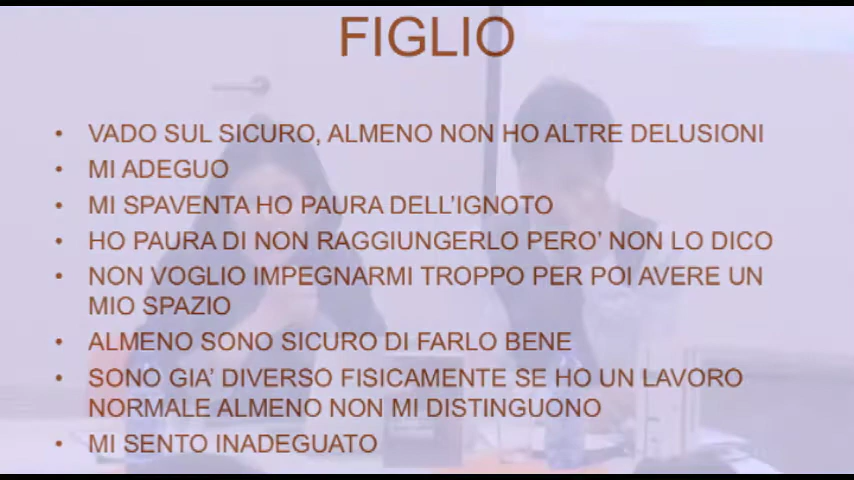 FIGLIO
• VADO SUL SICURO, ALMENO NON HO ALTRE DELUSIONI
• MI ADEGUO
• MI SPAVENTA HO PAURA DELL'IGNOTO
• HO PAURA DI NON RAGGIUNGERLO PERO' NON LO DICO
• NON VOGLIO IMPEGNARMI TROPPO PER POI AVERE UN
MIO SPAZIO
• ALMENO SONO SICURO DI FARLO BENE
• SONO GIA' DIVERSO FISICAMENTE SE HO UN LAVORO
NORMALE ALMENO NON MI DISTINGUONO
• MI SENTO INADEGUATO